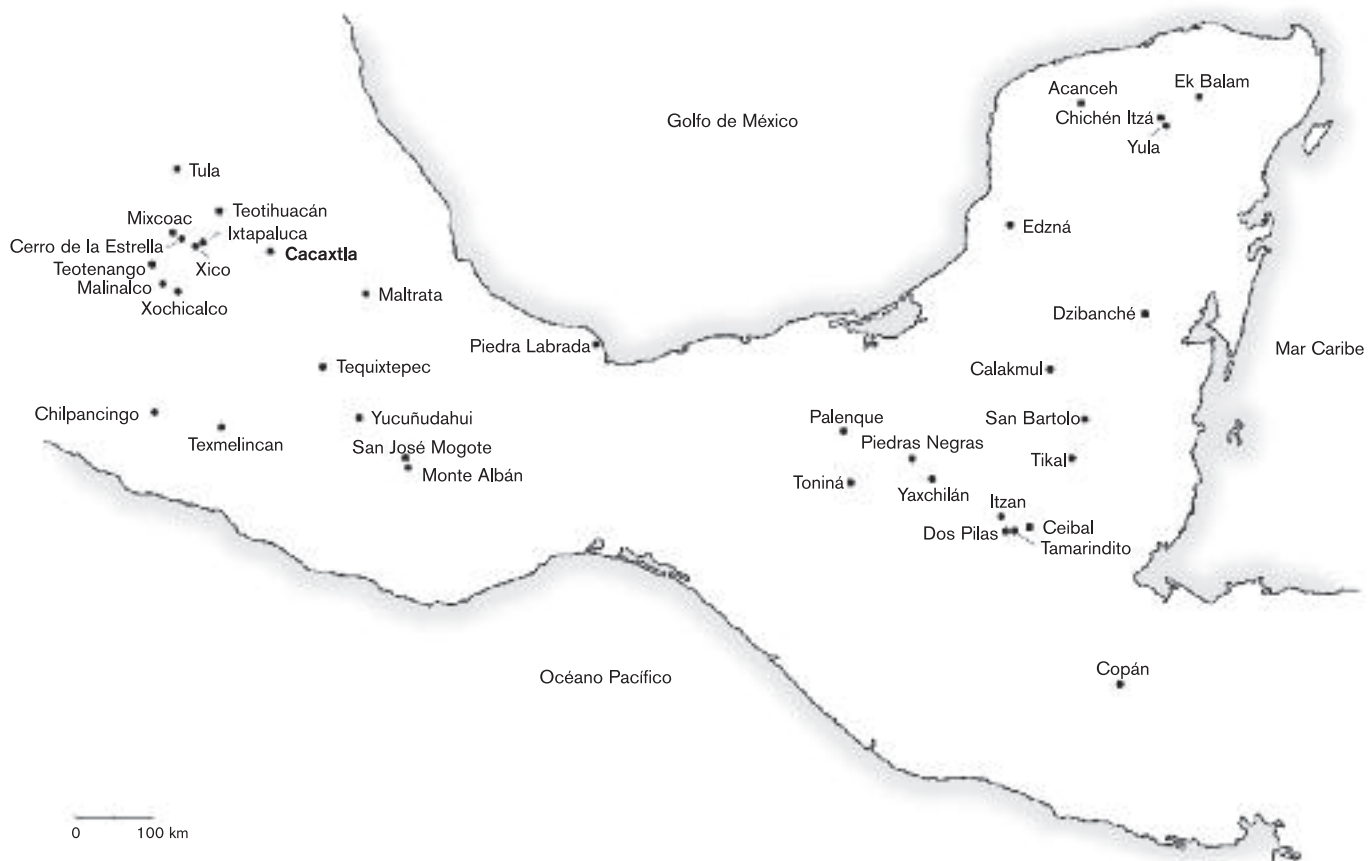 Golfo de México
Acanceh
Ek Balam
Chichén Itzá
Yula
Tula
Teotihuacán
Mixcoac
Ixtapaluca
Cerro de la Estrella
Cacaxtla
Xico
Teotenango
Malinalco
Xochicalco
Maltrata
Edzná
Dzibanché
Piedra Labrada
Mar Caribe
Tequixtepec
Calakmul
Chilpancingo
Texmelincan
Yucuñudahui
San José Mogote
Monte Albán
Palenque
San Bartolo
Piedras Negras
Tikal
Toniná
Yaxchilán
Itzan
Ceibal
Dos Pilas
Tamarindito
Copán
Océano Pacífico
0 100 km